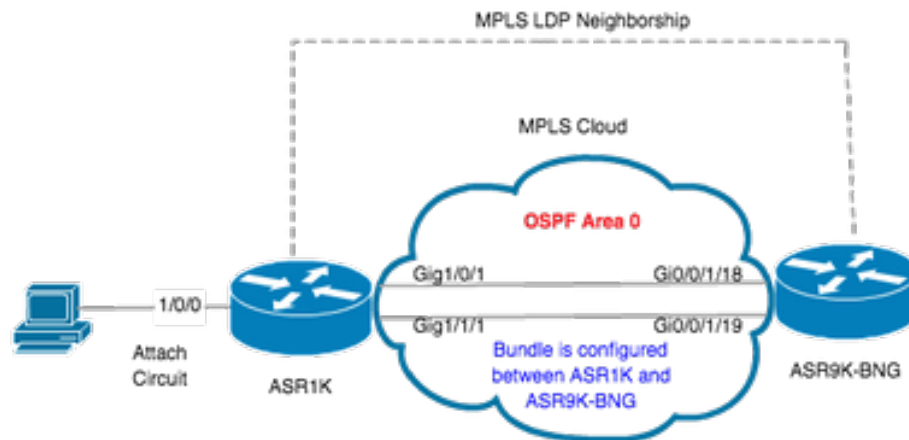 MPLS LDP Neighborship
MPLS Cloud
OSPF Area 0
Gig1/0/1
Gi0/0/1/18
1/0/0
Gig1/1/1
Gi0/0/1/19
Attach
Circuit
ASR1K
Bundle is configured
between ASR1K and
ASR9K-BNG
ASR9K-BNG